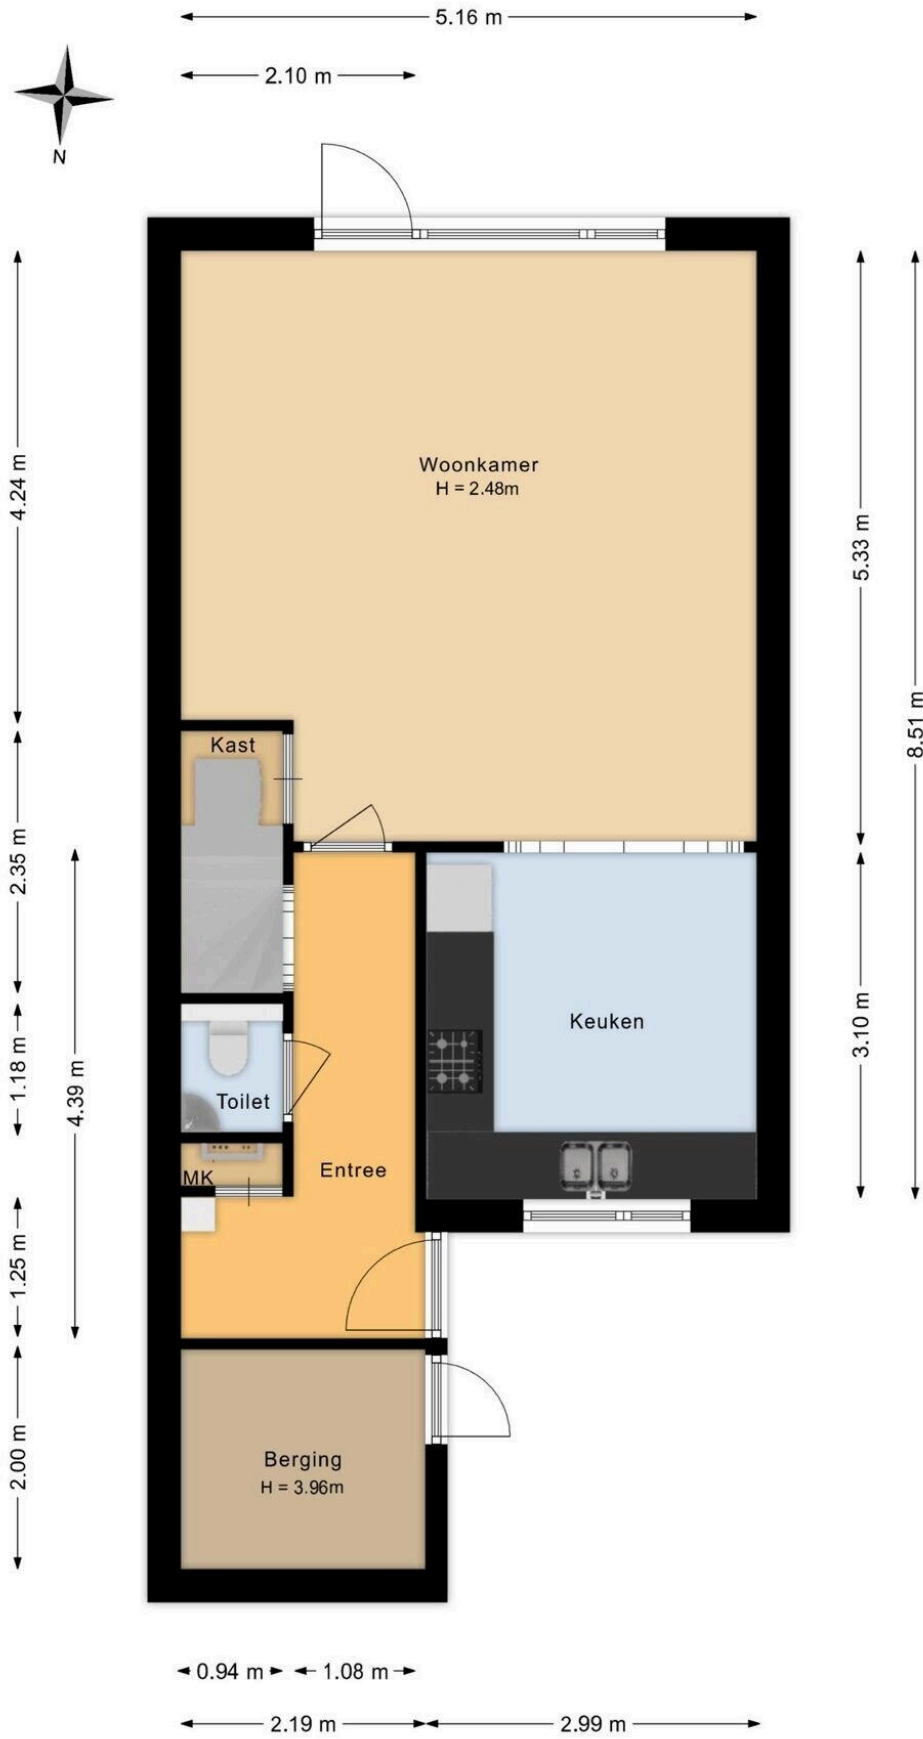 5.16 m
2.10 m
N
Woonkamer
H = 2.48m
4.24 m
5.33 m
8.51 m
Kast
2.35 m
Keuken
3.10 m
1.18 m
4.39 m
Toilet
MK
Entree
1.25 m
Berging
H = 3.96m
2.00 m
0.94 m
1.08 m
2.19 m
2.99 m